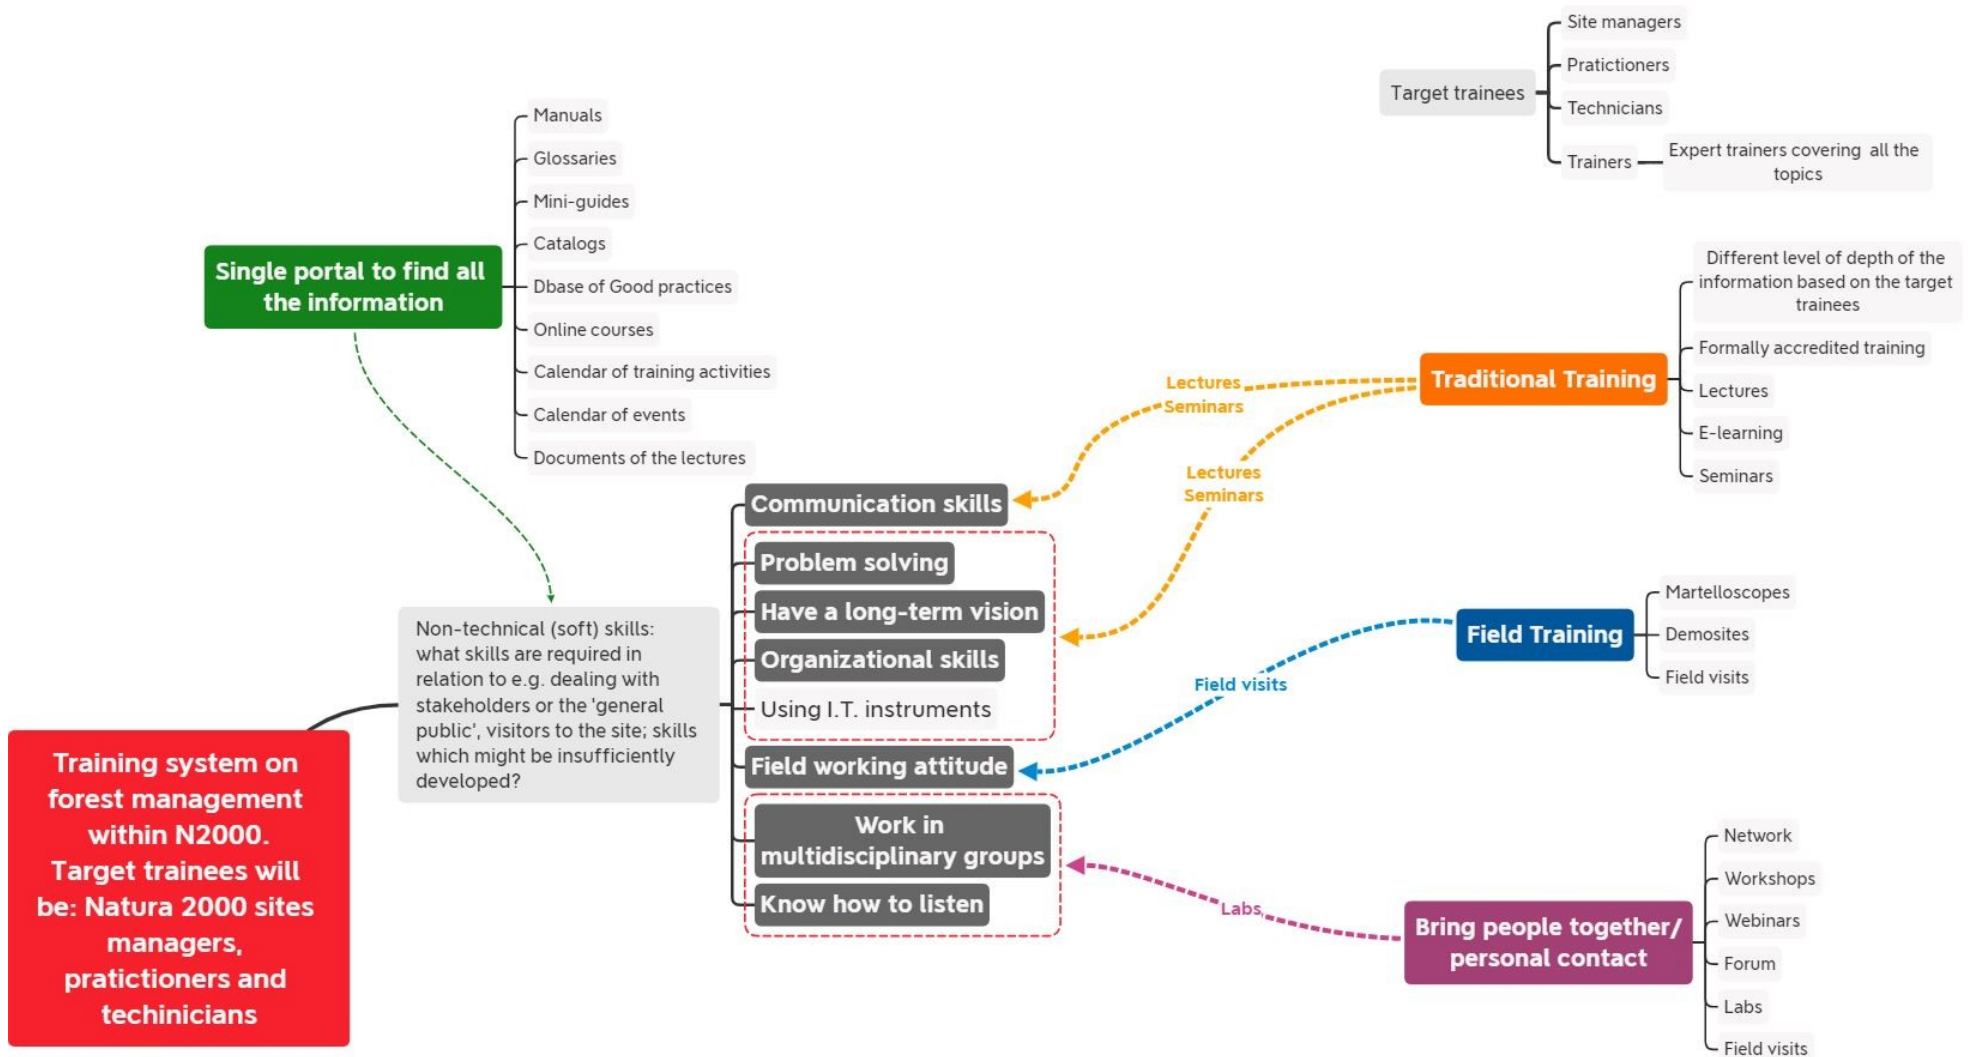 Site managers
Pratictioners
Target trainees
Technicians
Trainers
Expert trainers covering all the
topics
Manuals
Glossaries
Mini-guides
Catalogs
Single portal to find all
the information
Dbase of Good practices
Online courses
Calendar of training activities
Calendar of events
Documents of the lectures
Different level of depth of the
information based on the target
trainees
Formally accredited training
Traditional Training
Lectures
E-learning
Seminars
Lectures
Seminars
Lectures
Seminars
Communication skills
Problem solving
Have a long-term vision
Organizational skills
Using I.T. instruments
Field working attitude
Work in
multidisciplinary groups
Know how to listen
Non-technical (soft) skills:
what skills are required in
relation to e.g. dealing with
stakeholders or the 'general
public', visitors to the site; skills
which might be insufficiently
developed?
Martelloscopes
Field Training
Demosites
Field visits
Field visits
Training system on
forest management
within N2000.
Target trainees will
be: Natura 2000 sites
managers,
pratictioners and
techinicians
Labs
Bring people together/
personal contact
Network
Workshops
Webinars
Forum
Labs
Field visits